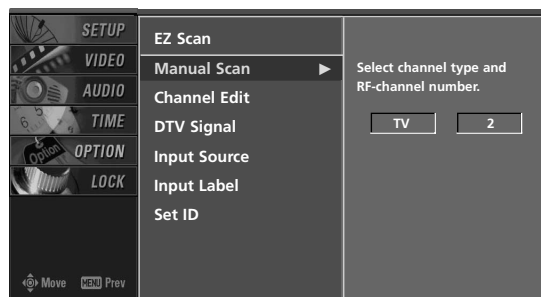 SETUP
VIDEO
AUDIO
TIME
OPTION
LOCK
Move MENU Prev
EZ Scan
Manual Scan
Channel Edit
DTV Signal
Input Source
Input Label
Set ID
Select channel type and
RF-channel number.
TV 2